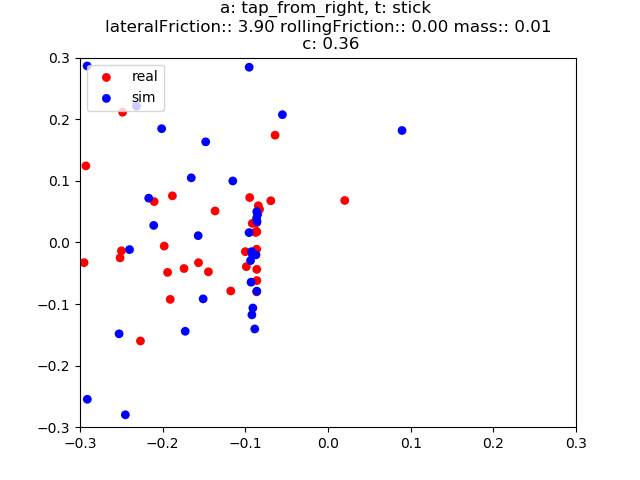 a: tap_from_right, t: stick
lateralFriction:: 3.90 rollingFriction:: 0.00 mass:: 0.01
c: 0.36
real
sim
0.3
0.2
0.1
0.0
−0.1
−0.2
−0.3
−0.3 −0.2 −0.1 0.0 0.1 0.2 0.3